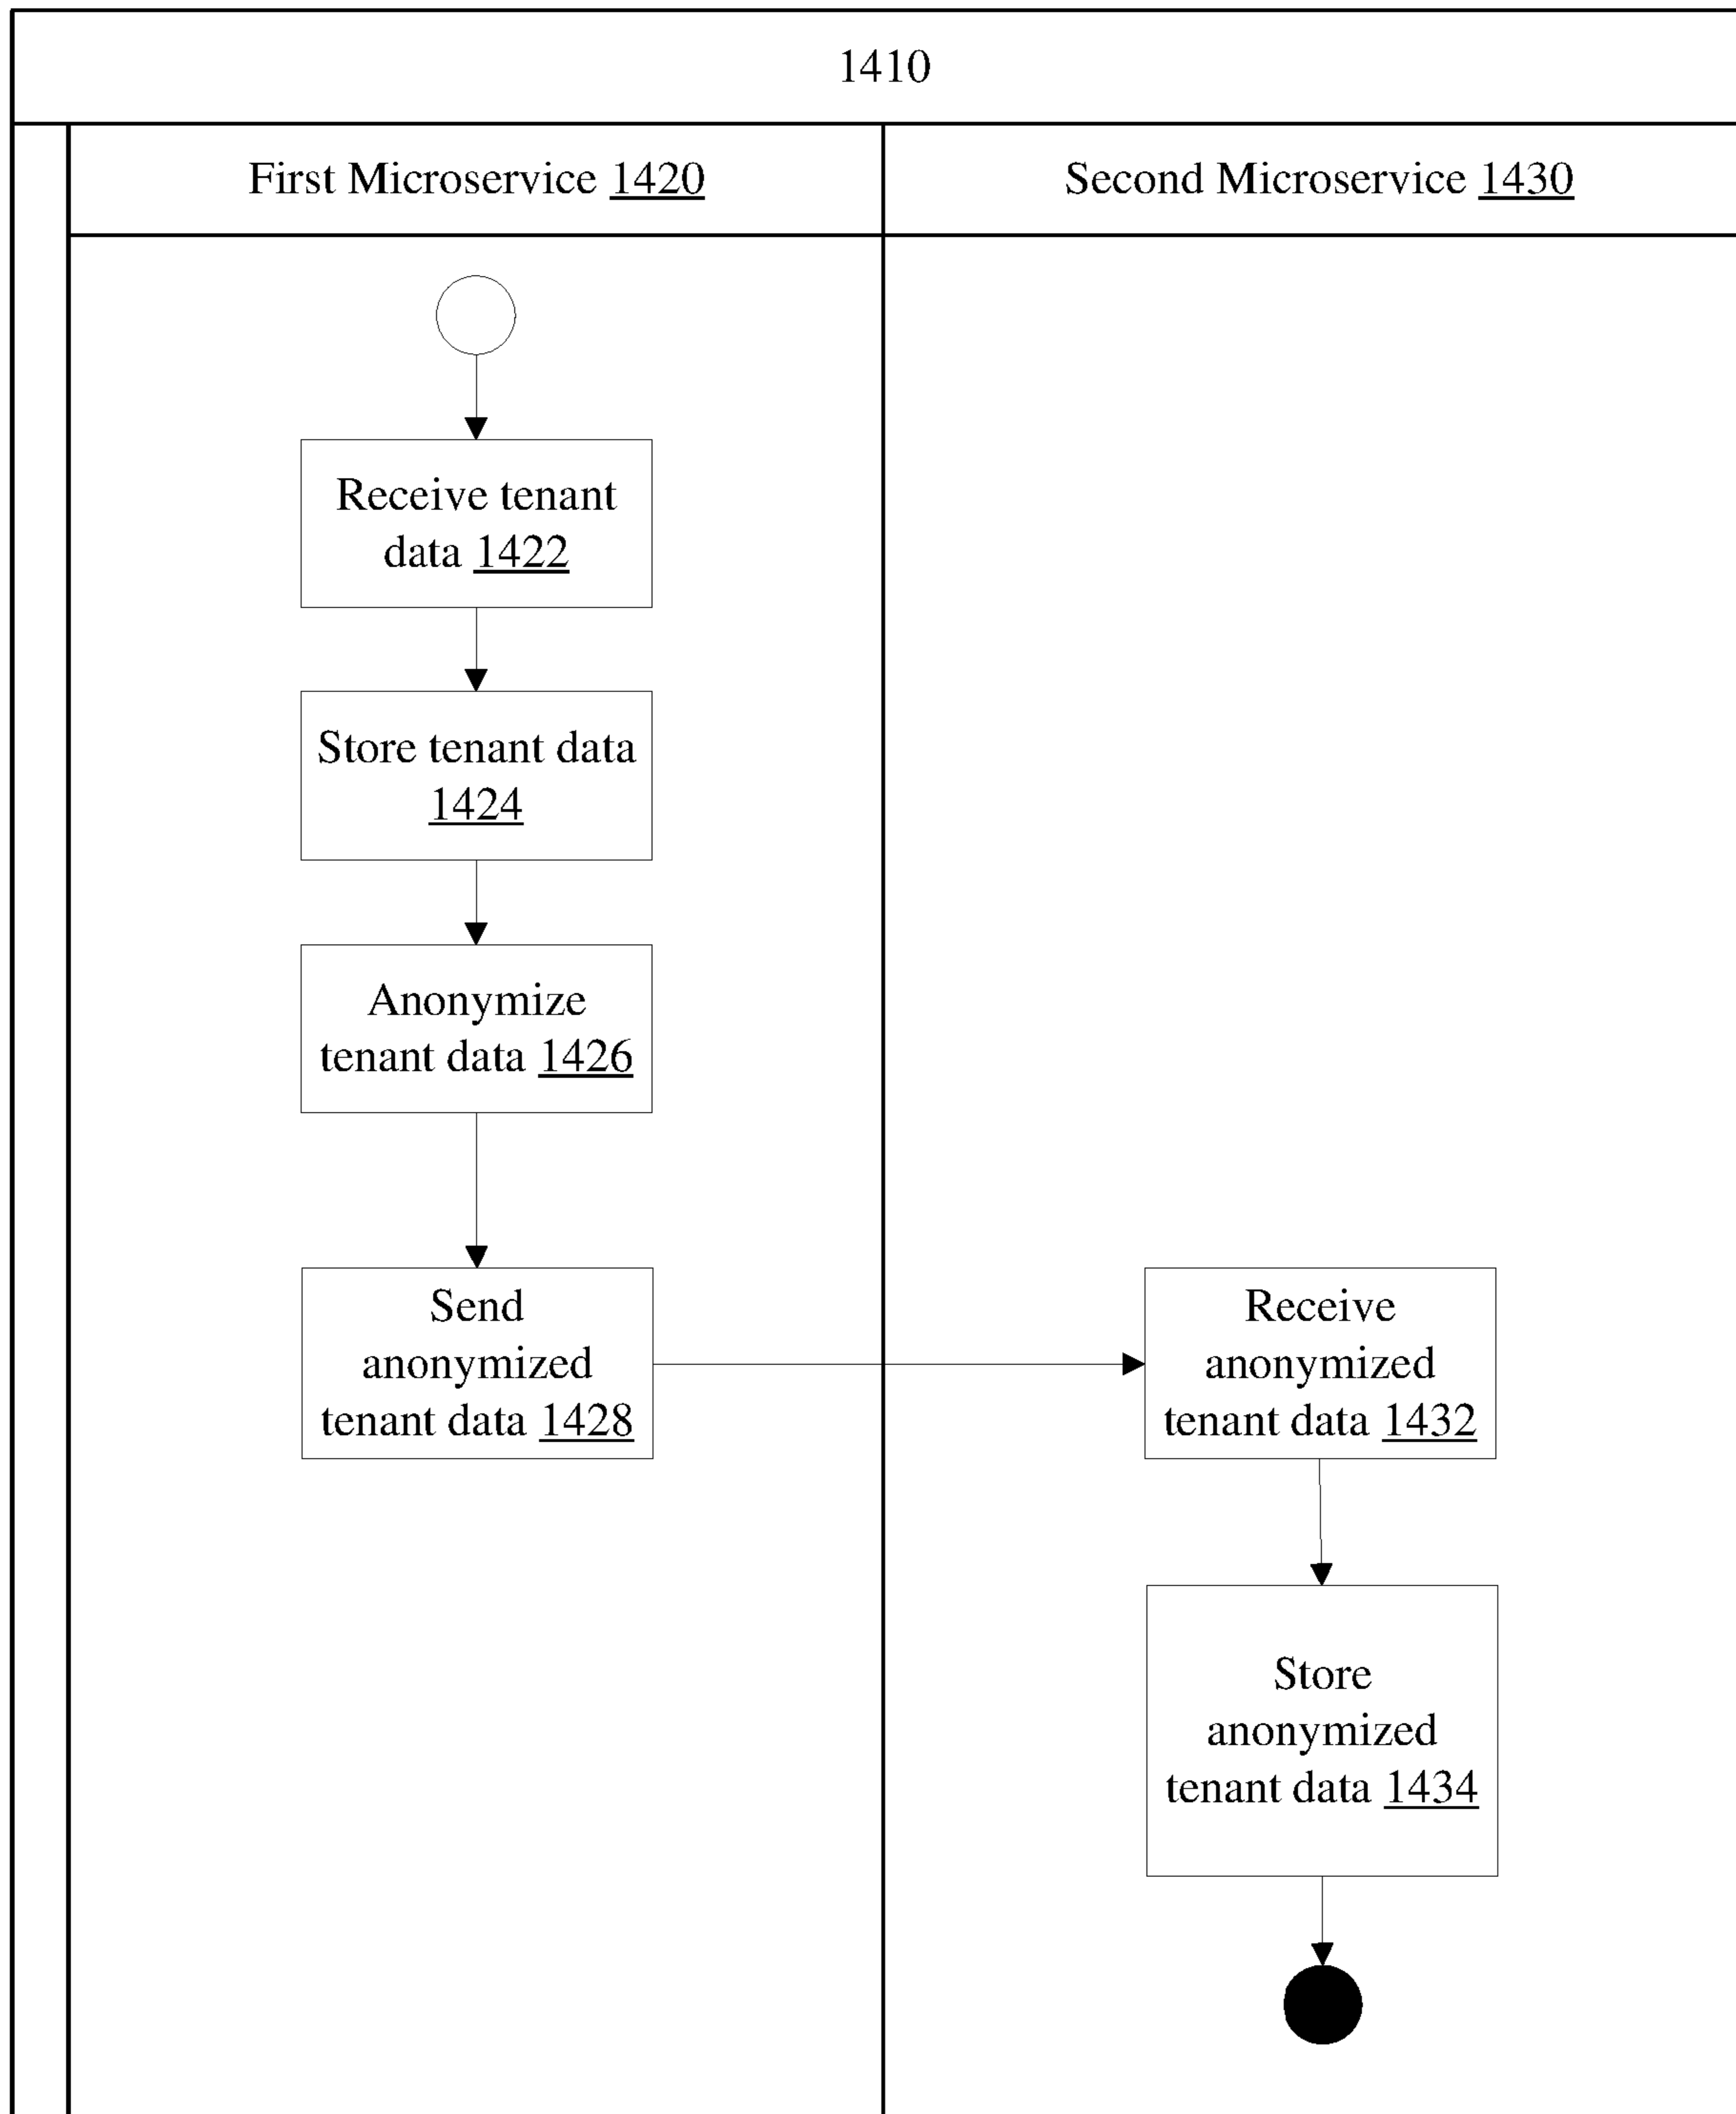 1410
First Microservice 1420
Second Microservice 1430
Receive tenant
data 1422
Store tenant data
1424
Anonymize
tenant data 1426
Send
anonymized
tenant data 1428
Receive
anonymized
tenant data 1432
Store
anonymized
tenant data 1434